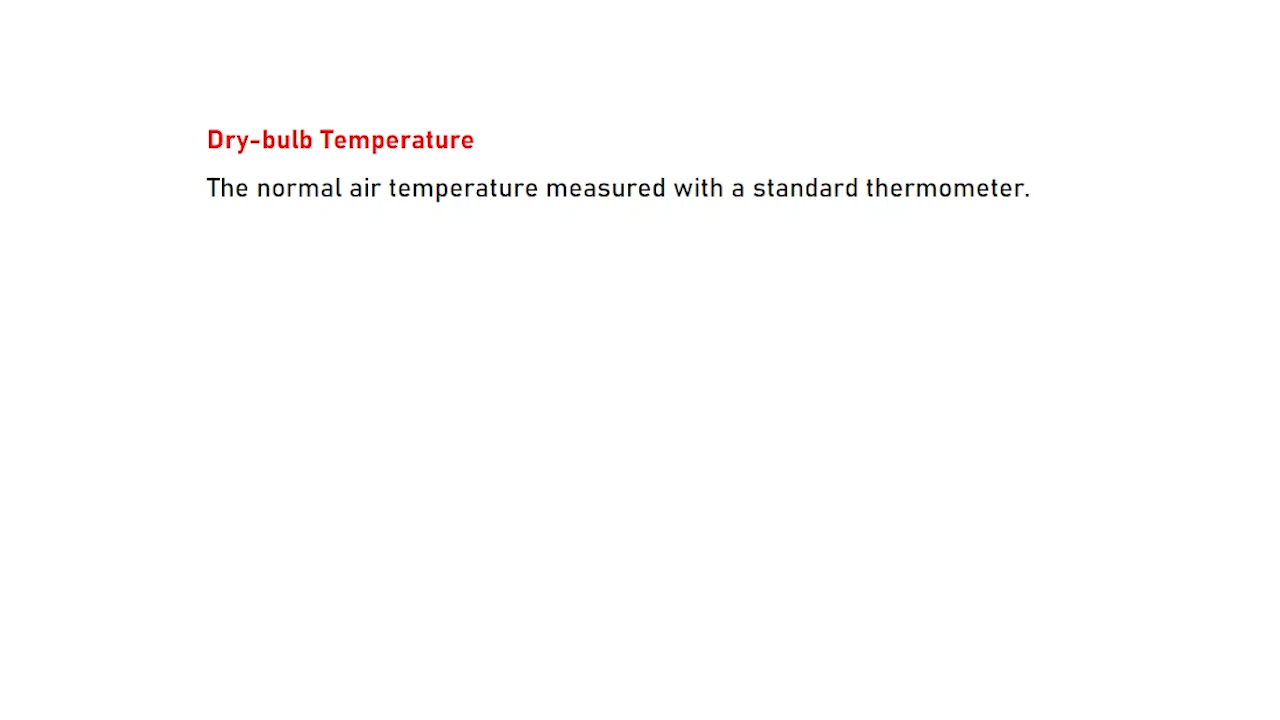 Dry-bulb Temperature
The normal air temperature measured with a standard thermometer.